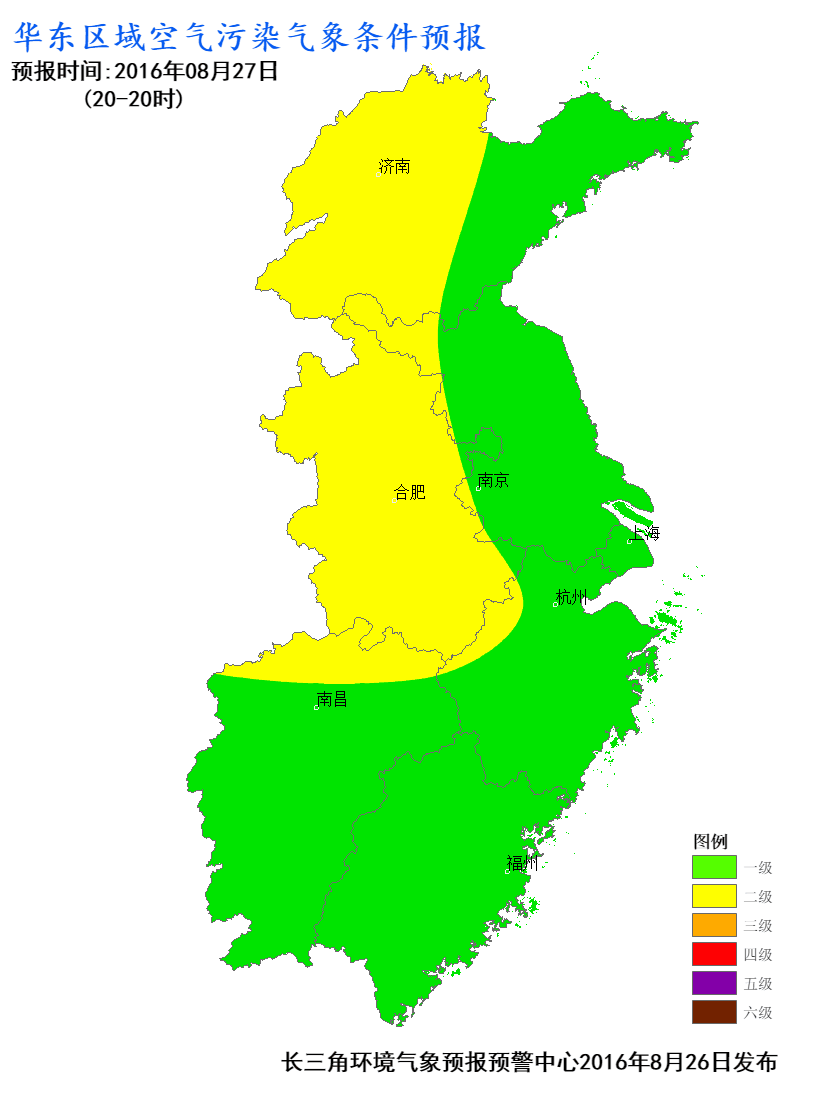 华东区域空气污染气象条件预报
预报时间:2016年08月27日
(20-20时)
济南
合肥
南京
上海
杭州
南昌
福州
图例
一级
二级
三级
四级
五级
六级
长三角环境气象预报预警中心2016年8月26日发布